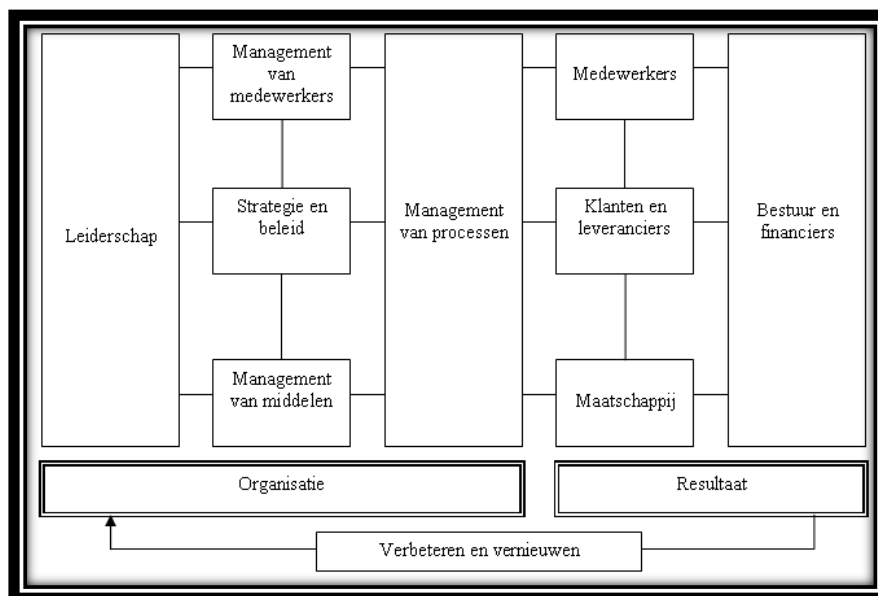 Leiderschap
Management
van
medewerkers
Strategie en
beleid
Management
van middelen
Management
van processen
Medewerkers
Klanten en
leveranciers
Maatschappij
Bestuur en
financiers
Organisatie
Resultaat
Verbeteren en vernieuwen